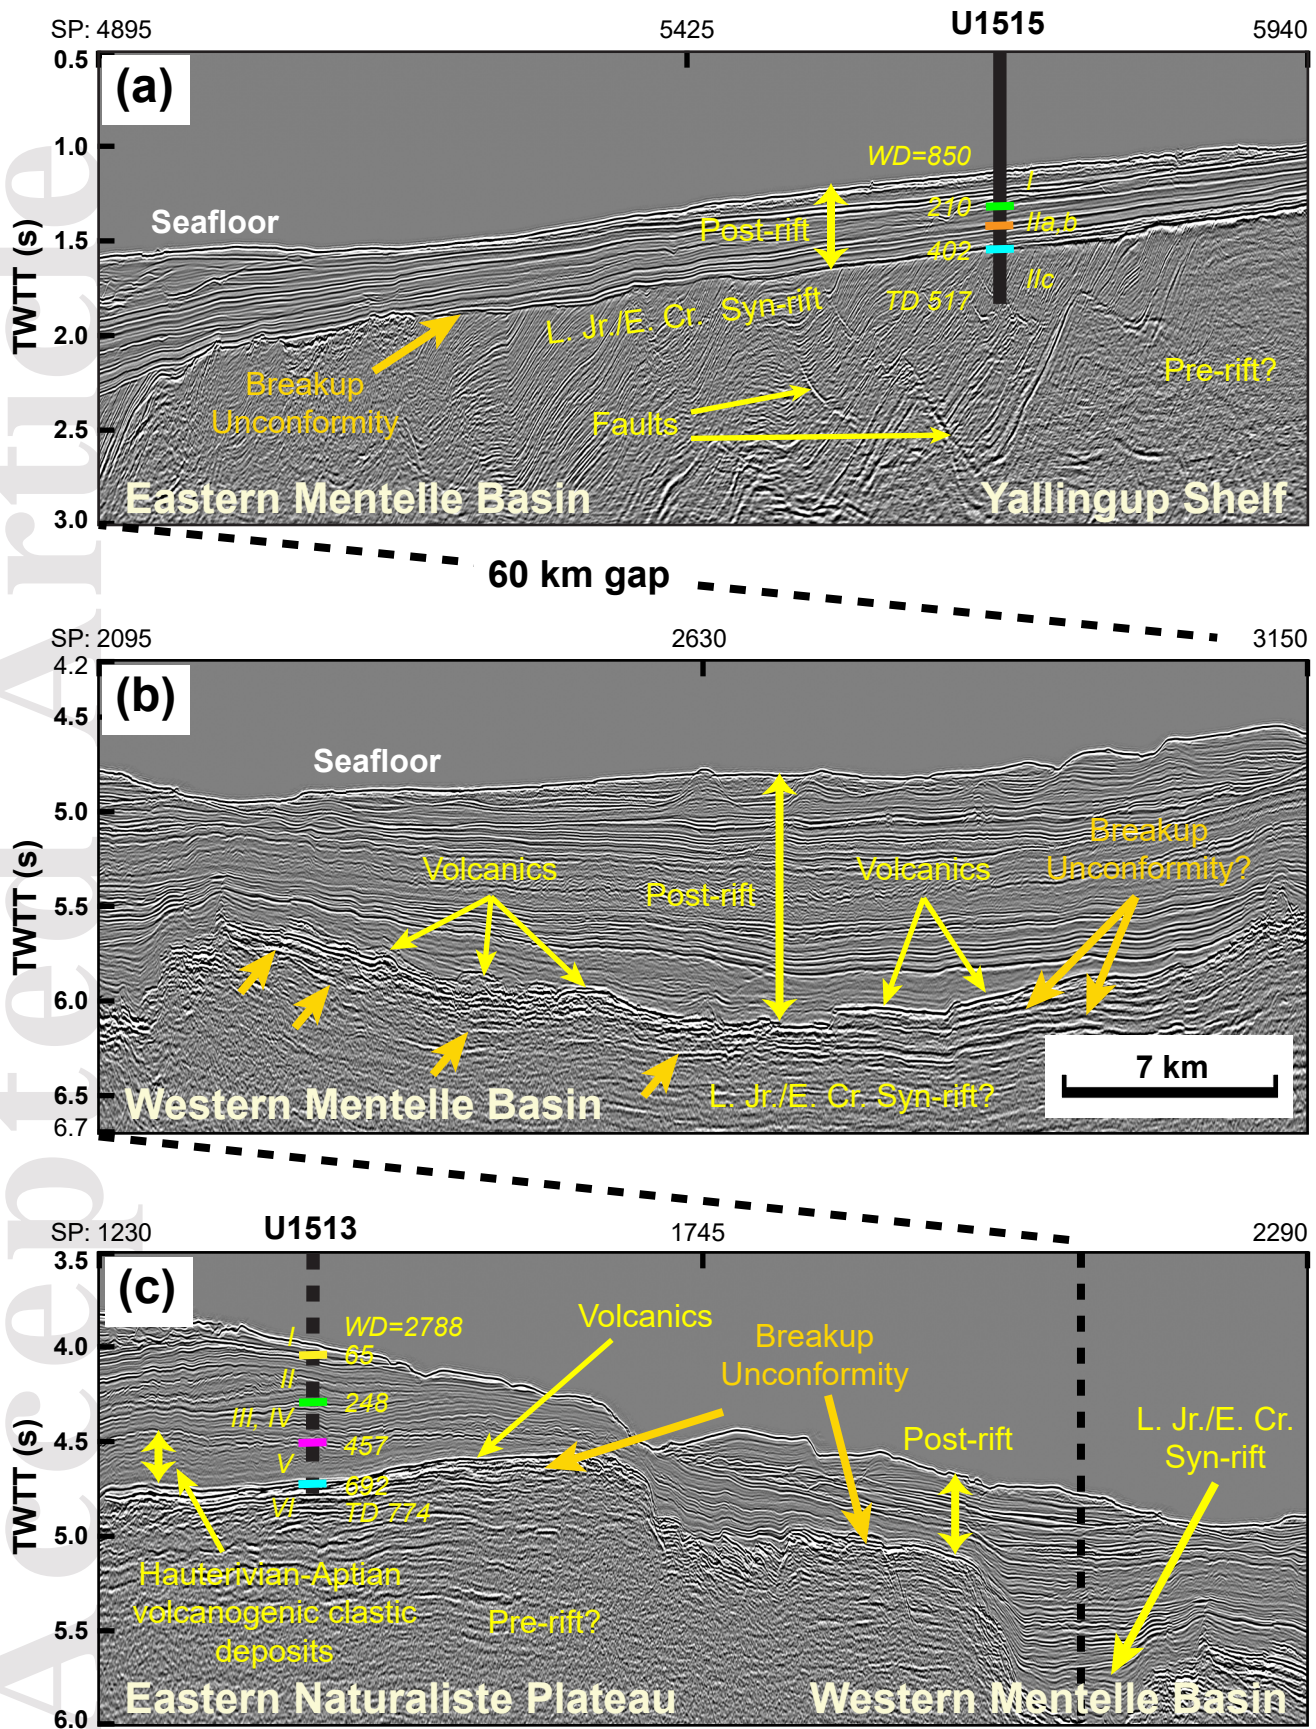 SP: 4895
5425
U1515
5940
(a)
0.5
1.0
1.5
2.0
2.5
3.0
TWTT (s)
Seafloor
WD=850
I
210
IIa,b
402
IIc
TD 517
Post-rift
L. Jr./E. Cr. Syn-rift
Breakup
Unconformity
Faults
Pre-rift?
Eastern Mentelle Basin
Yallingup Shelf
60 km gap
SP: 2095
2630
3150
(b)
4.2
4.5
5.0
5.5
6.0
6.5
6.7
TWTT (s)
Seafloor
Volcanics
Post-rift
Volcanics
Breakup
Unconformity?
7 km
L. Jr./E. Cr. Syn-rift?
Western Mentelle Basin
SP: 1230
U1513
1745
2290
(c)
3.5
4.0
4.5
5.0
5.5
6.0
TWTT (s)
I
WD=2788
65
II
248
III, IV
457
V
692
VI
TD 774
Volcanics
Breakup
Unconformity
Post-rift
L. Jr./E. Cr.
Syn-rift
Hauterivian-Aptian
volcanogenic clastic
deposits
Pre-rift?
Eastern Naturaliste Plateau
Western Mentelle Basin
Accepted Article